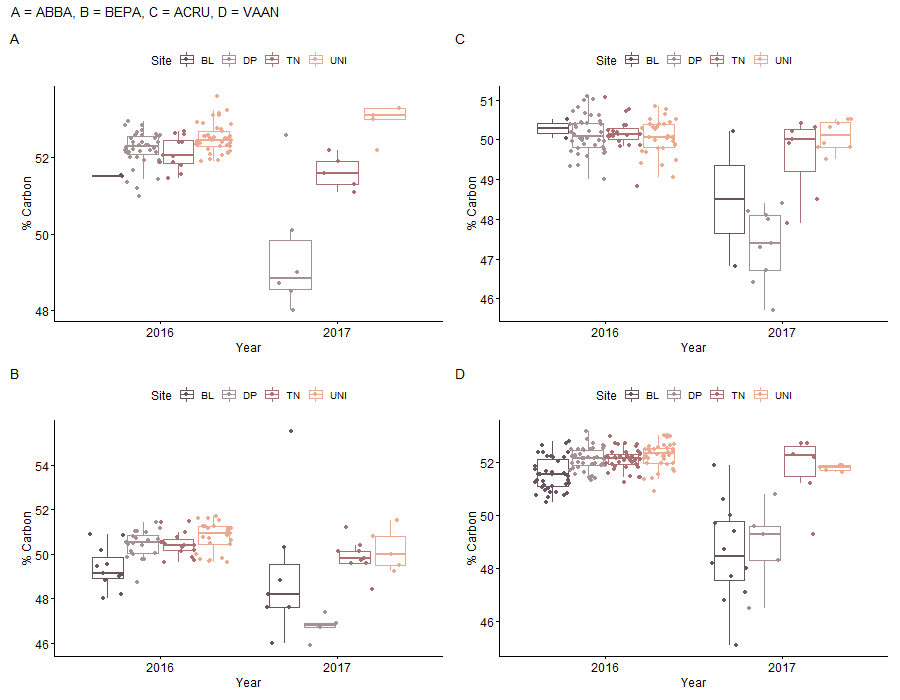 A = ABBA, B = BEPA, C = ACRU, D = VAAN
A
Site BL DP TN UNI
% Carbon
52
50
48
2016 2017
Year
C
Site BL DP TN UNI
% Carbon
51
50
49
48
47
46
2016 2017
Year
B
Site BL DP TN UNI
% Carbon
54
52
50
48
46
2016 2017
Year
D
Site BL DP TN UNI
% Carbon
52
50
48
46
2016 2017
Year